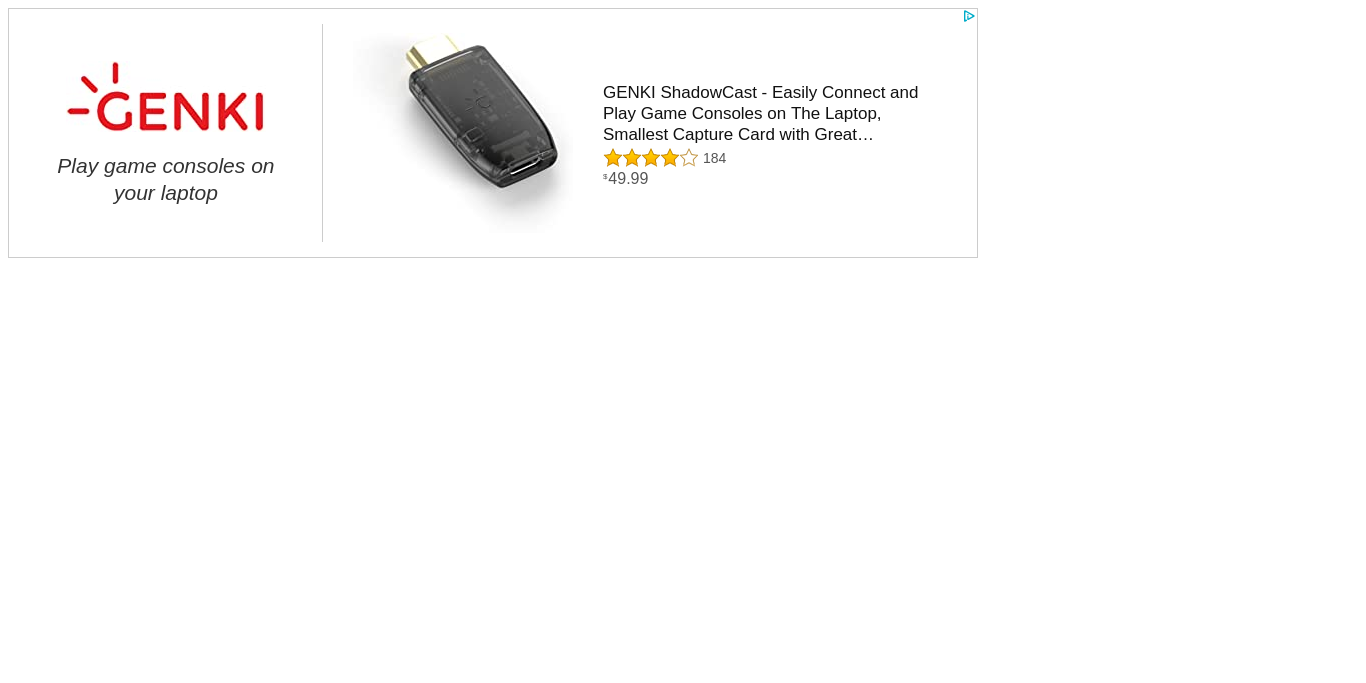 GENKI
Play game consoles on
your laptop
GENKI ShadowCast - Easily Connect and
Play Game Consoles on The Laptop,
Smallest Capture Card with Great…
184
$49.99